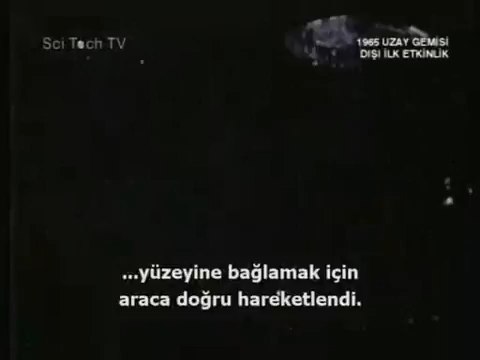 Sci Tech TV
1965 UZAY GEMİSİ
DIŞI İLK ETKİNLİK
...yüzeyine bağlamak için
araca doğru hareketlendi.